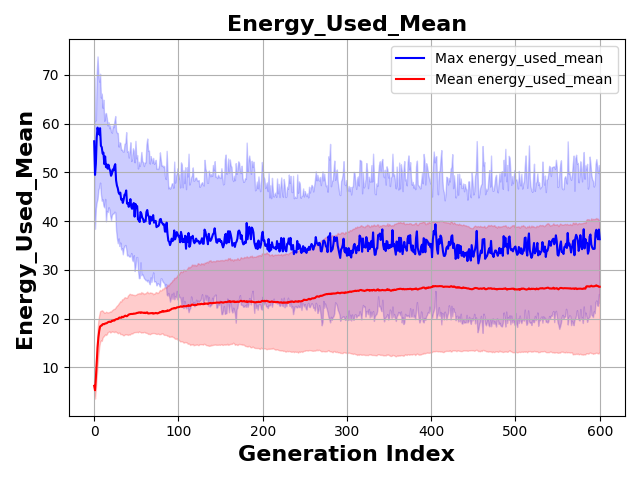 Energy_Used_Mean
Max energy_used_mean
Mean energy_used_mean
Energy_Used_Mean
70
60
50
40
30
20
10
0 100 200 300 400 500 600
Generation Index